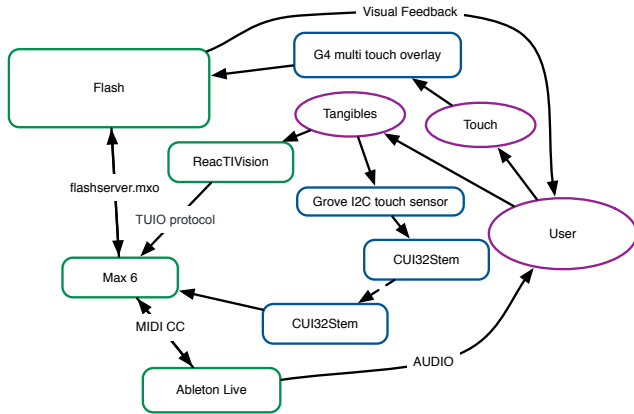 Visual Feedback
G4 multi touch overlay
Flash
Tangibles
Touch
ReacTIVision
flashserver.mxo
Grove I2C touch sensor
TUIO protocol
User
CUI32Stem
Max 6
CUI32Stem
MIDI CC
AUDIO
Ableton Live